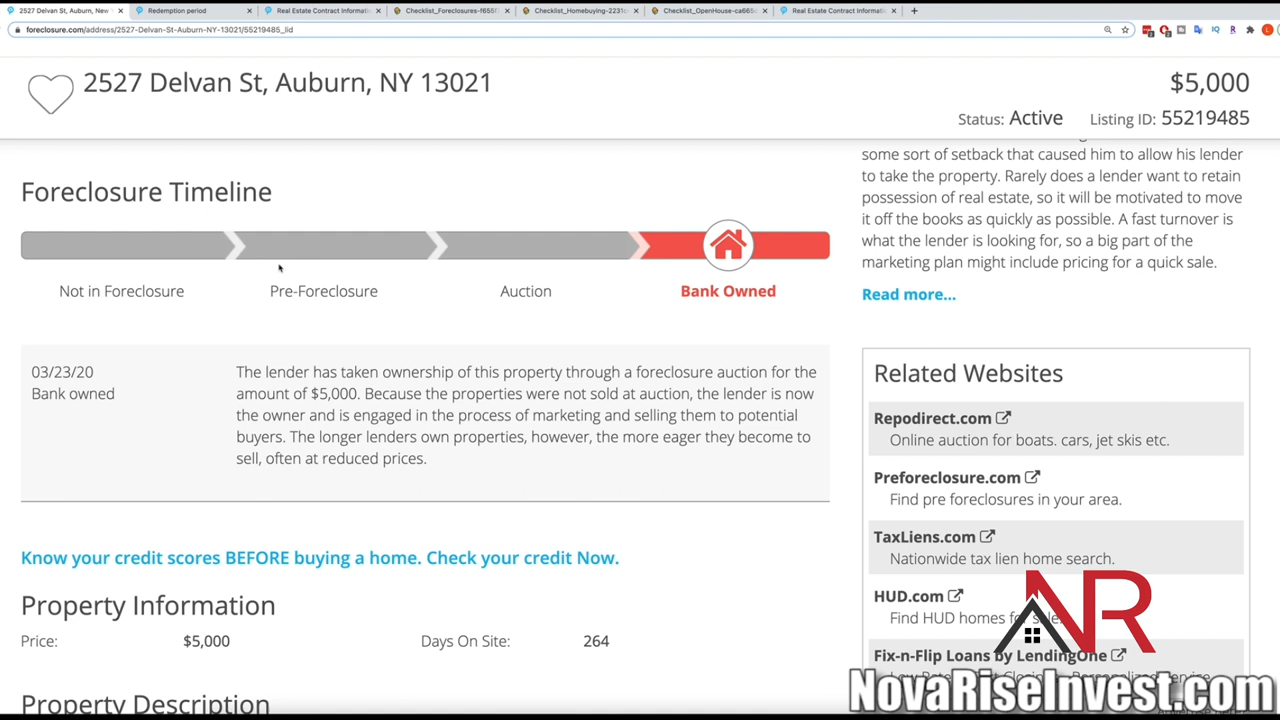 2527 Delvan St, Auburn, New
Redemption period
Real Estate Contract Informatio
Checklist_Foreclosures-f655f
Checklist_Homebuying-2231
Checklist_OpenHouse-ca665
Real Estate Contract Informatio
foreclosure.com/address/2527-Delvan-St-Auburn-NY-13021/55219485_lid
2527 Delvan St, Auburn, NY 13021
$5,000
Status: Active Listing ID: 55219485
some sort of setback that caused him to allow his lender
to take the property. Rarely does a lender want to retain
possession of real estate, so it will be motivated to move
it off the books as quickly as possible. A fast turnover is
what the lender is looking for, so a big part of the
marketing plan might include pricing for a quick sale.
Read more...
Foreclosure Timeline
Not in Foreclosure
Pre-Foreclosure
Auction
Bank Owned
03/23/20
Bank owned
The lender has taken ownership of this property through a foreclosure auction for the
amount of $5,000. Because the properties were not sold at auction, the lender is now
the owner and is engaged in the process of marketing and selling them to potential
buyers. The longer lenders own properties, however, the more eager they become to
sell, often at reduced prices.
Know your credit scores BEFORE buying a home. Check your credit Now.
Property Information
Price: $5,000 Days On Site: 264
Property Description
Related Websites
Repodirect.com
Online auction for boats. cars, jet skis etc.
Preforeclosure.com
Find pre foreclosures in your area.
TaxLiens.com
Nationwide tax lien home search.
HUD.com
Find HUD homes for sale.
Fix-n-Flip Loans by LendingOne
NR
NovaRiseInvest.com